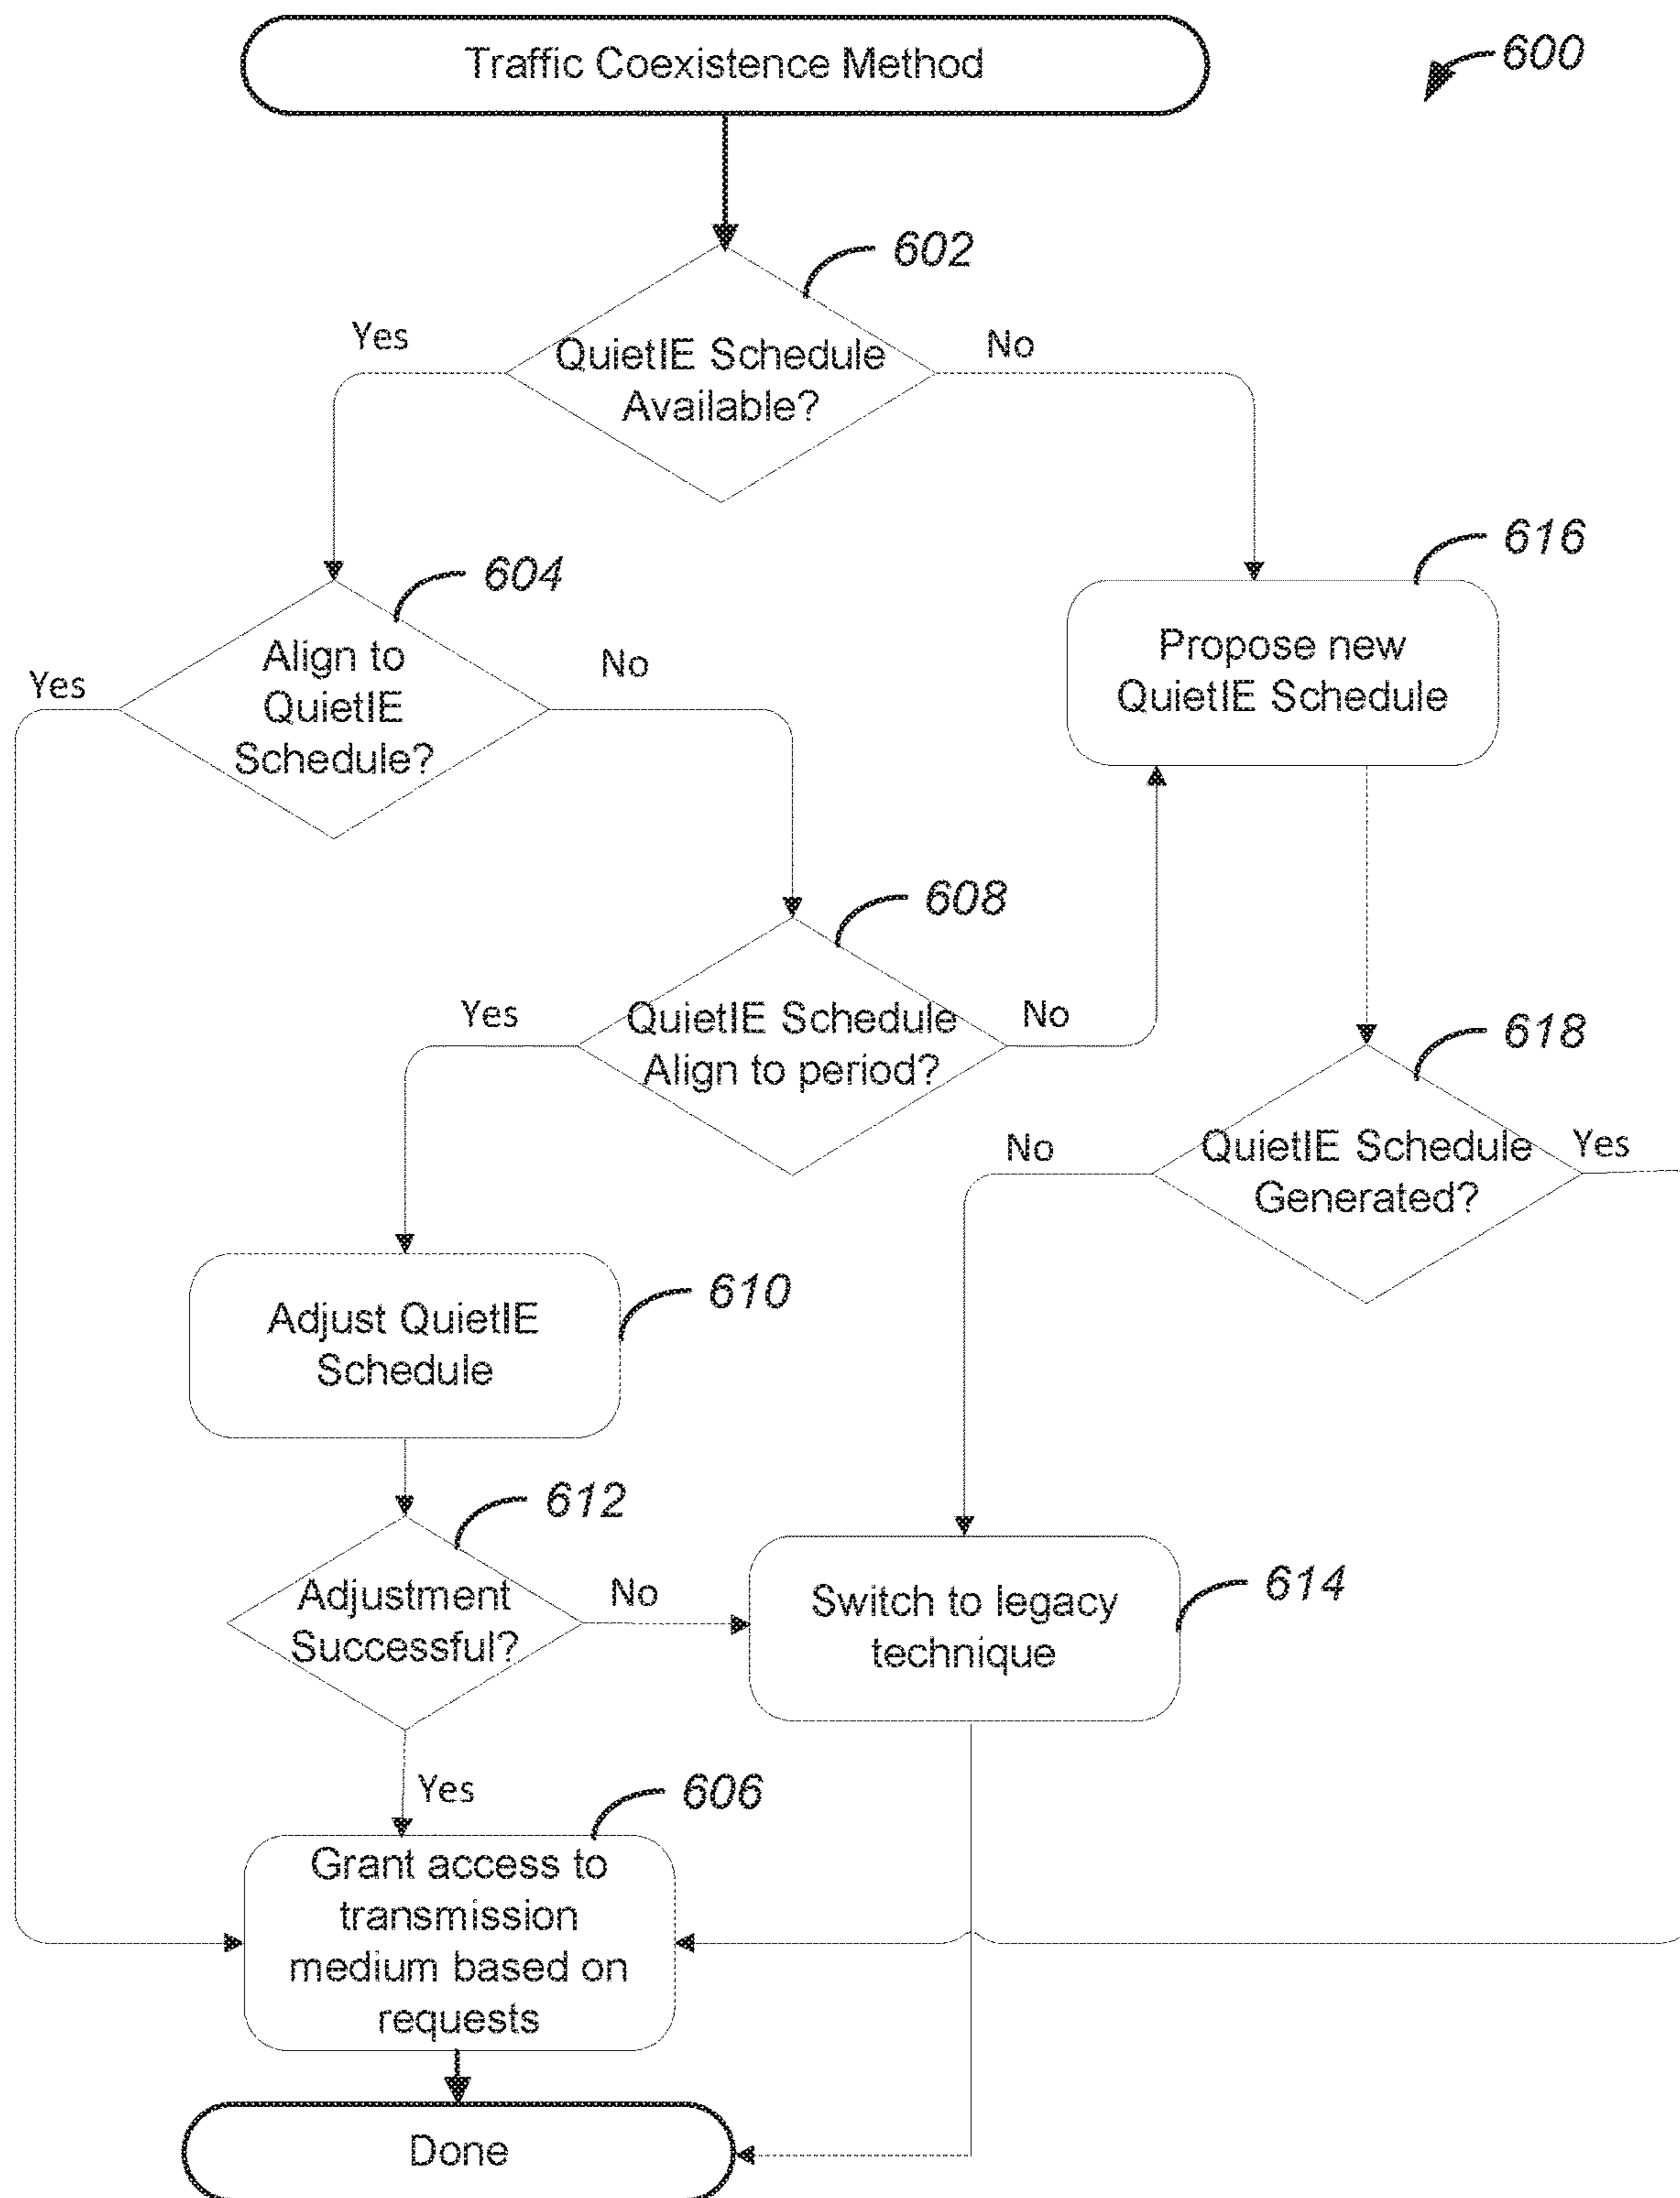 Traffic Coexistence Method
600
602
Yes
No
QuietIE Schedule
Available?
604
616
Align to
QuietIE
Schedule?
Yes
No
Propose new
QuietIE Schedule
608
Yes
QuietIE Schedule
Align to period?
No
618
No
QuietIE Schedule
Generated?
Yes
610
Adjust QuietIE
Schedule
612
Adjustment
Successful?
No
614
Switch to legacy
technique
Yes
606
Grant access to
transmission
medium based on
requests
Done